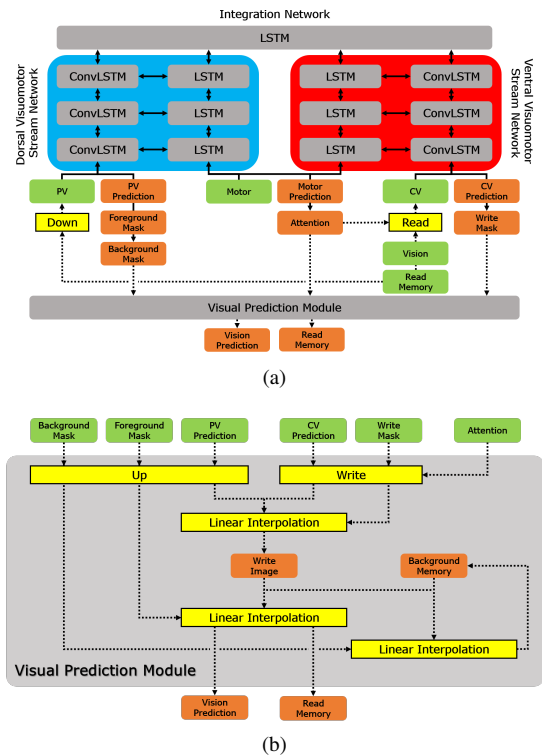 Integration Network
LSTM
Dorsal Visuomotor
Stream Network
ConvLSTM
LSTM
LSTM
ConvLSTM
ConvLSTM
LSTM
LSTM
ConvLSTM
ConvLSTM
LSTM
LSTM
ConvLSTM
Ventral Visuomotor
Stream Network
PV
PV
Prediction
Motor
Motor
Prediction
CV
CV
Prediction
Down
Foreground
Mask
Attention
Read
Write
Mask
Background
Mask
Vision
Read
Memory
Visual Prediction Module
Vision
Prediction
Read
Memory
(a)
Background
Mask
Foreground
Mask
PV
Prediction
CV
Prediction
Write
Mask
Attention
Up
Write
Linear Interpolation
Write
Image
Background
Memory
Linear Interpolation
Linear Interpolation
Visual Prediction Module
Vision
Prediction
Read
Memory
(b)